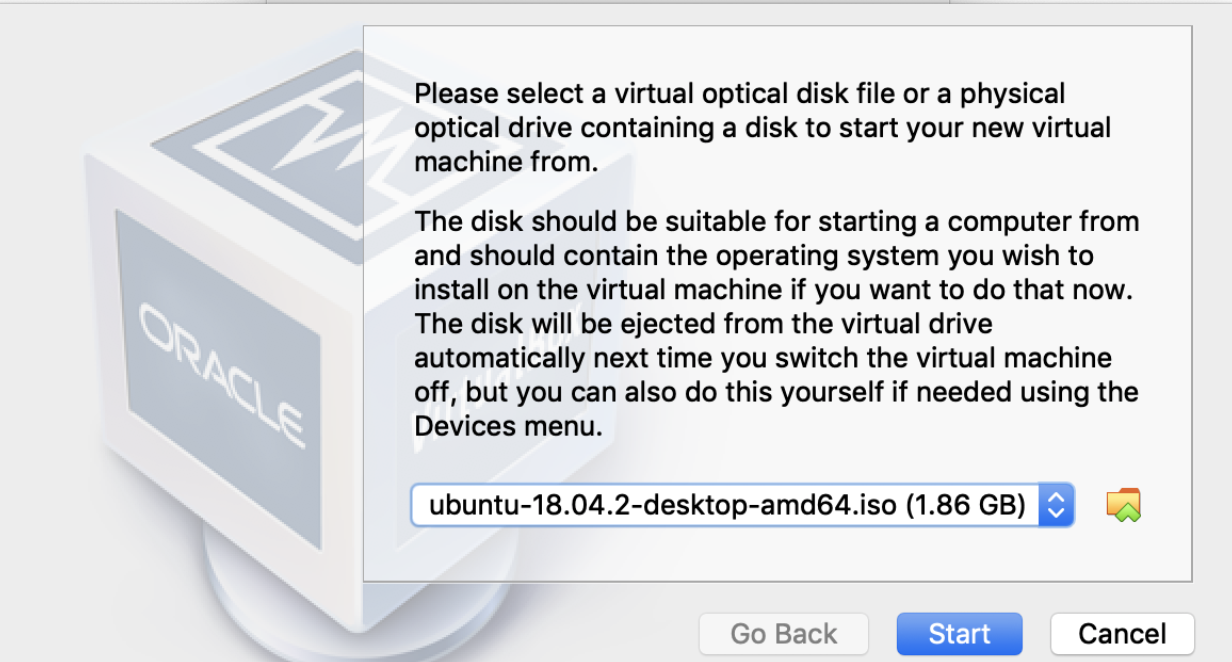 Please select a virtual optical disk file or a physical
optical drive containing a disk to start your new virtual
machine from.
The disk should be suitable for starting a computer from
and should contain the operating system you wish to
install on the virtual machine if you want to do that now.
The disk will be ejected from the virtual drive
automatically next time you switch the virtual machine
off, but you can also do this yourself if needed using the
Devices menu.
ORACLE
ubuntu-18.04.2-desktop-amd64.iso (1.86 GB)
Go Back
Start
Cancel